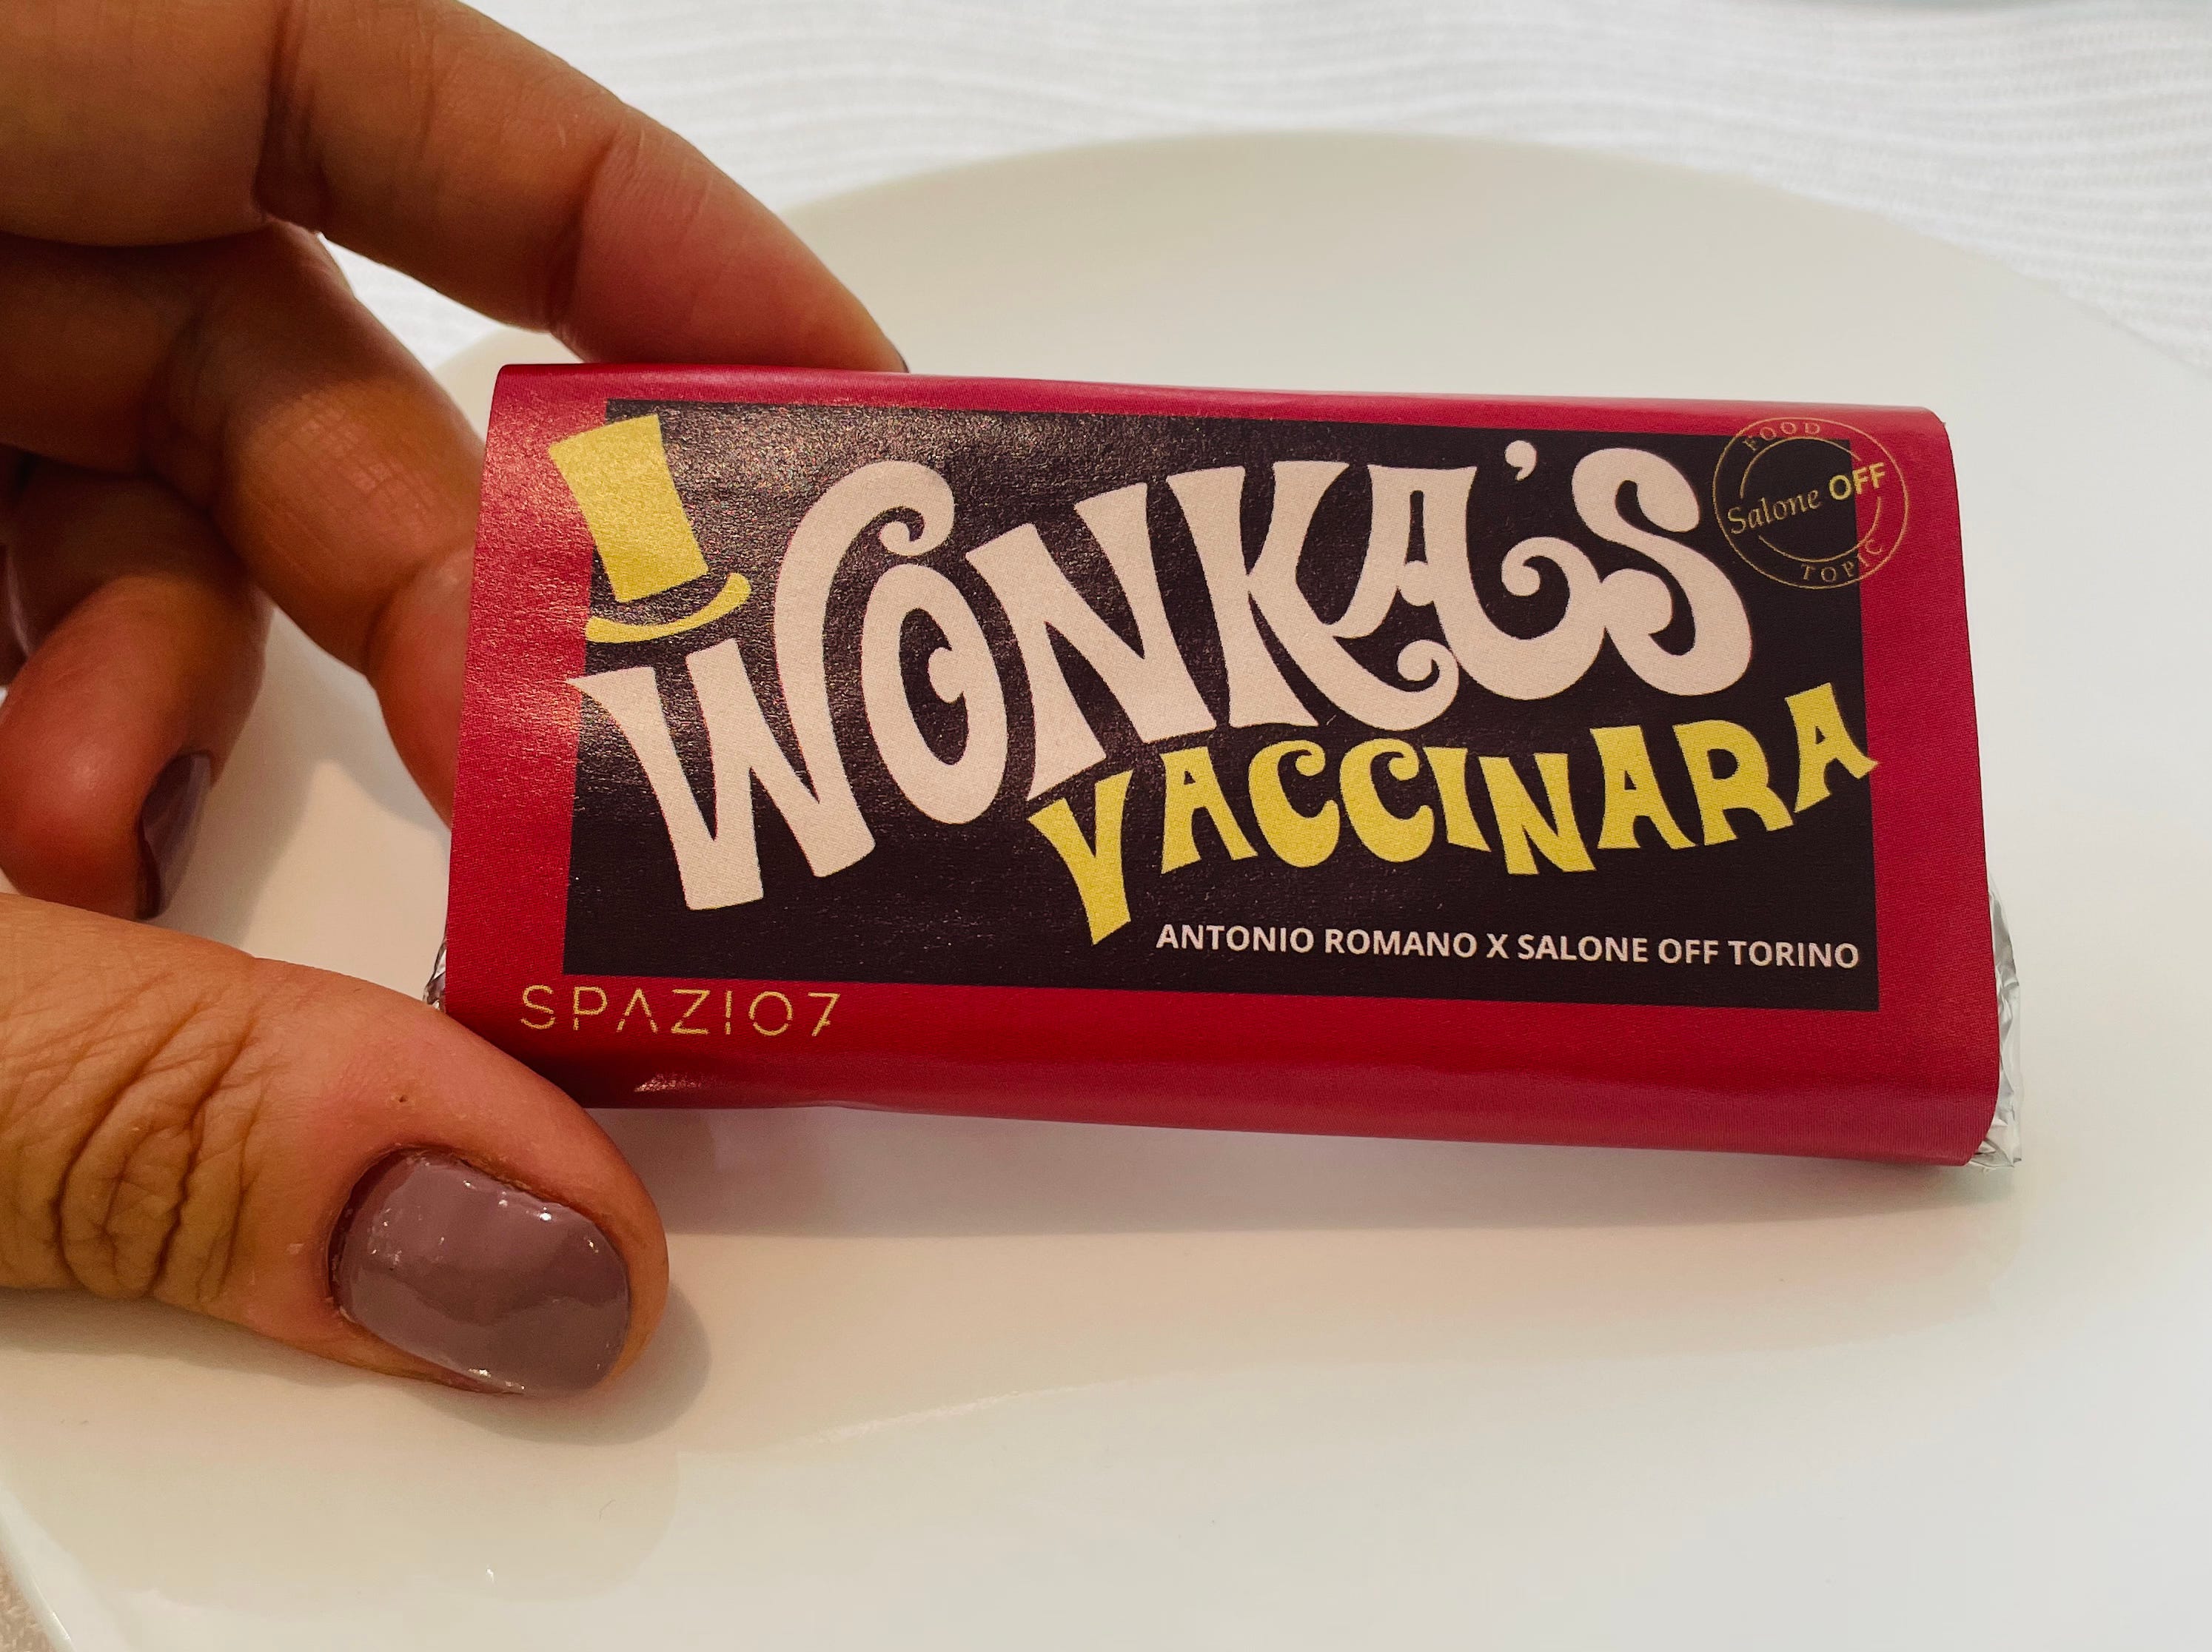 FOOD
Salone OFF
TOPIC
WONKA'S
VACCINARA
ANTONIO ROMANO X SALONE OFF TORINO
SPAZIO7